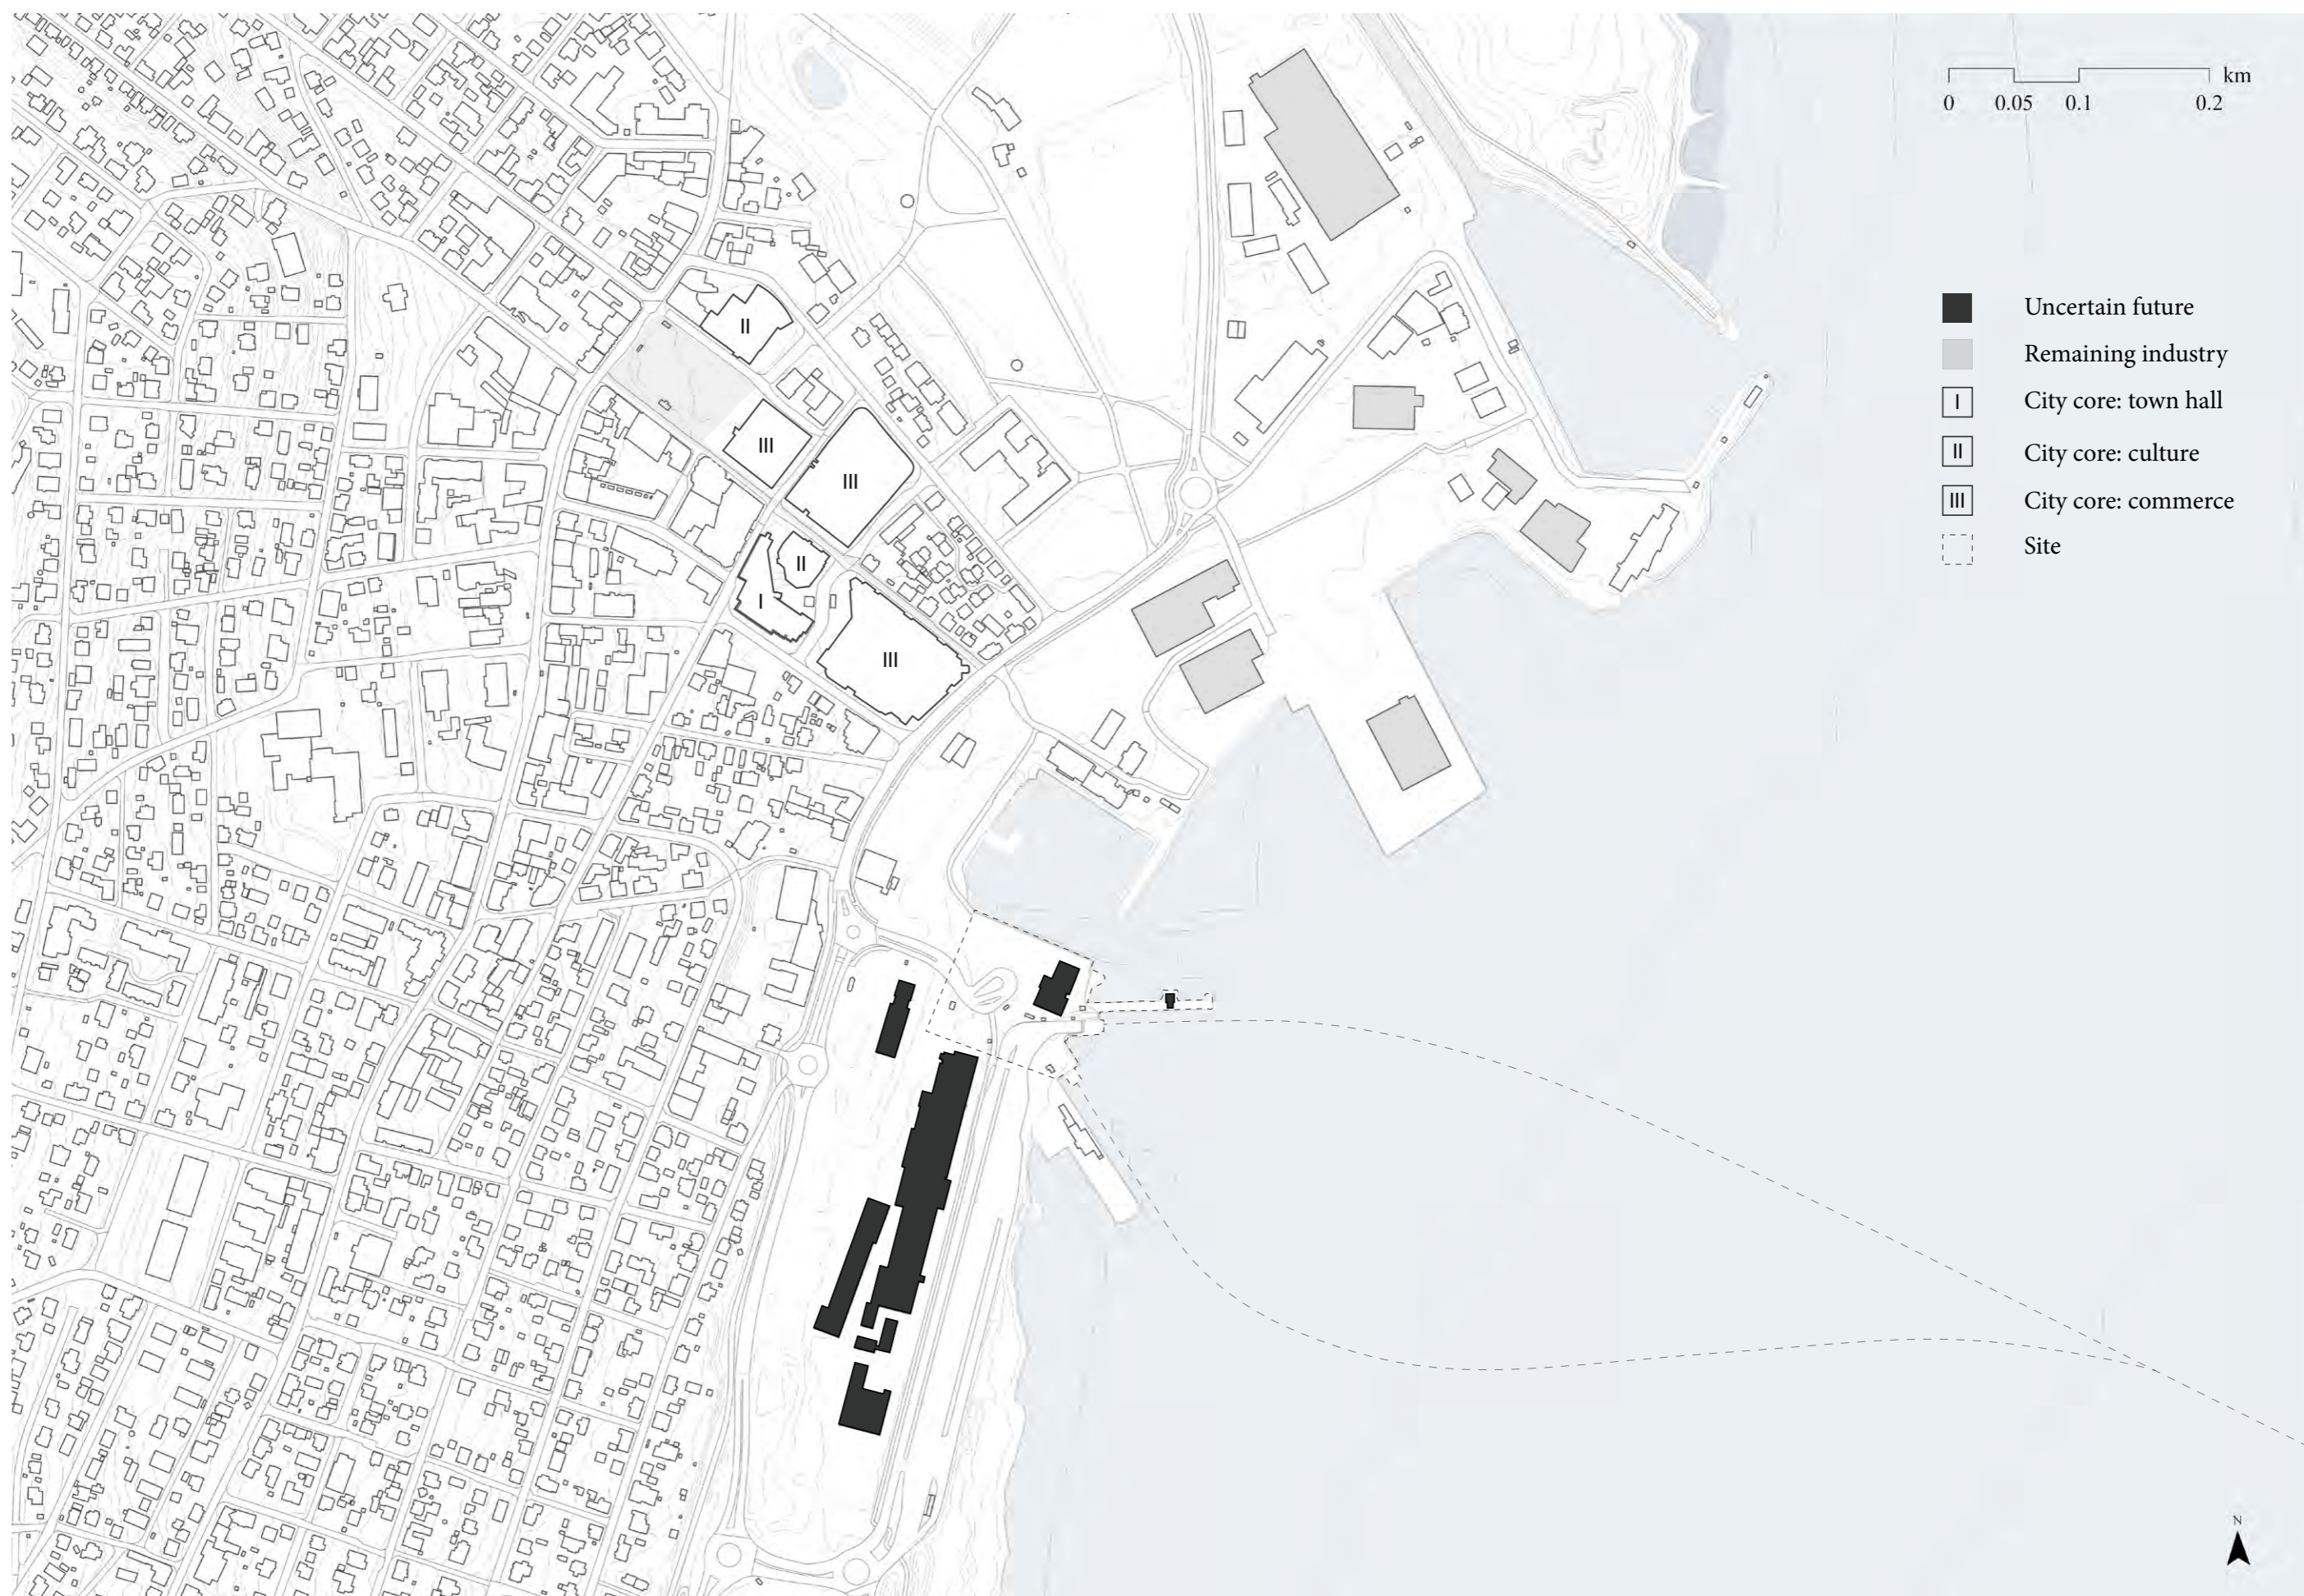 km
0 0.05 0.1 0.2
Uncertain future
Remaining industry
I City core: town hall
II City core: culture
III City core: commerce
Site
II
III
III
II
I
III
N